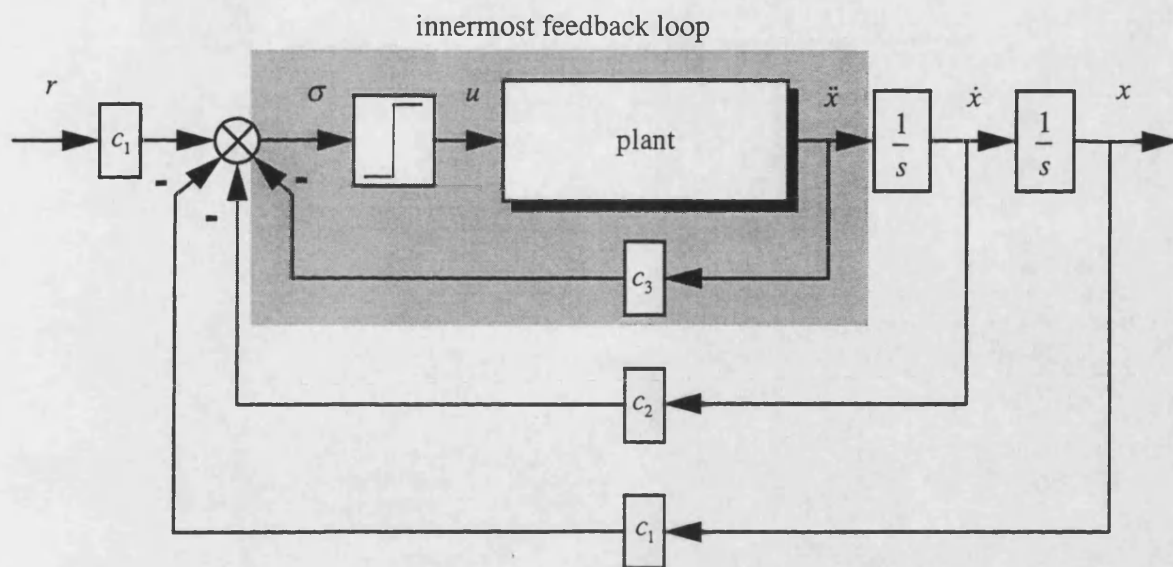 innermost feedback loop
r
σ
u
ẍ
ẋ
x
c₁
plant
1
s
1
s
-
-
-
c₃
c₂
c₁